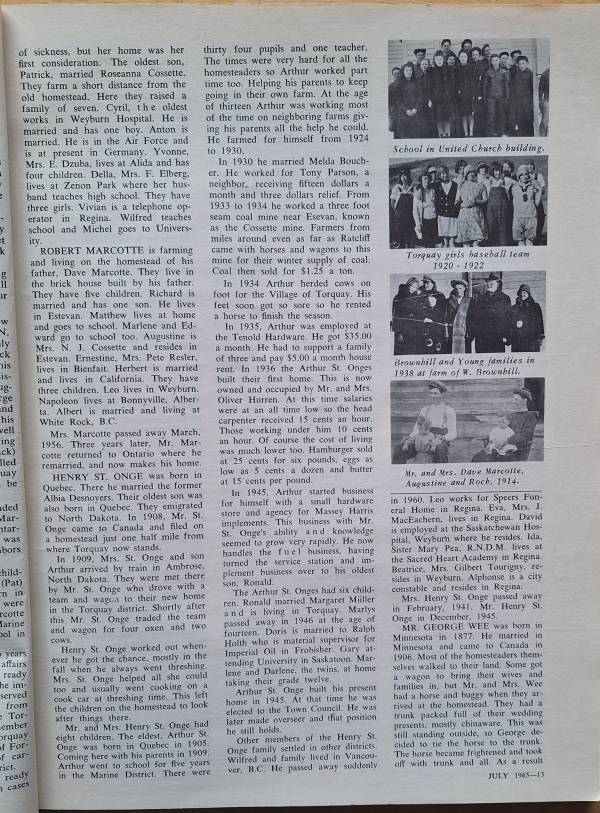 of sickness, but her home was her
first consideration. The oldest son,
Patrick, married Roseanna Cossette.
They farm a short distance from the
old homestead. Here they raised a
family of seven. Cyril, the oldest
works in Weyburn Hospital. He is
married and has one boy. Anton is
married. He is in the Air Force and
is at present in Germany. Yvonne,
Mrs. E. Dzuba, lives at Alida and has
four children. Della, Mrs. F. Elberg,
lives at Zenon Park where her hus-
band teaches high school. They have
three girls. Vivian is a telephone op-
erator in Regina. Wilfred teaches
school and Michel goes to Univers-
ity.
ROBERT MARCOTTE is farming
and living on the homestead of his
father, Dave Marcotte. They live in
the brick house built by his father.
They have five children. Richard is
married and has one son. He lives
in Estevan. Matthew lives at home
and goes to school. Marlene and Ed-
ward go to school too. Augustine is
Mrs. N. J. Cossette and resides in
Estevan. Ernestine, Mrs. Pete Resler,
lives in Bienfait. Herbert is married
and lives in California. They have
three children. Leo lives in Weyburn.
Napoleon lives at Bonnyville, Alber-
ta. Albert is married and living at
White Rock, B.C.
Mrs. Marcotte passed away March,
1956. Three years later, Mr. Mar-
cotte returned to Ontario where he
remarried, and now makes his home.
HENRY ST. ONGE was born in
Quebec. There he married the former
Albia Desnoyers. Their oldest son was
also born in Quebec. They emigrated
to North Dakota. In 1908, Mr. St.
Onge came to Canada and filed on
a homestead just one half mile from
where Torquay now stands.
In 1909, Mrs. St. Onge and son
Arthur arrived by train in Ambrose,
North Dakota. They were met there
by Mr. St. Onge who drove with a
team and wagon to their new home
in the Torquay district. Shortly after
this Mr. St. Onge traded the team
and wagon for four oxen and two
cows.
Henry St. Onge worked out when-
ever he got the chance, mostly in the
fall when he always went threshing.
Mrs. St. Onge helped all she could
too and usually went cooking on a
cook car at threshing time. This left
the children on the homestead to look
after things there.
Mr. and Mrs. Henry St. Onge had
eight children. The eldest, Arthur St.
Onge was born in Quebec in 1905.
Coming here with his parents in 1909.
Arthur went to school for five years
in the Marine District. There were
thirty four pupils and one teacher.
The times were very hard for all the
homesteaders so Arthur worked part
time too. Helping his parents to keep
going in their own farm. At the age
of thirteen Arthur was working most
of the time on neighboring farms giv-
ing his parents all the help he could.
He farmed for himself from 1924
to 1930.
In 1930 he married Melda Bouch-
er. He worked for Tony Parson, a
neighbor, receiving fifteen dollars a
month and three dollars relief. From
1933 to 1934 he worked a three foot
seam coal mine near Esevan, known
as the Cossette mine. Farmers from
miles around even as far as Ratcliff
came with horses and wagons to this
mine for their winter supply of coal.
Coal then sold for $1.25 a ton.
In 1934 Arthur herded cows on
foot for the Village of Torquay. His
feet soon got so sore so he rented
a horse to finish the season.
In 1935, Arthur was employed at
the Tenold Hardware. He got $35.00
a month. He had to support a family
of three and pay $5.00 a month house
rent. In 1936 the Arthur St. Onges
built their first home. This is now
owned and occupied by Mr. and Mrs.
Oliver Hurren. At this time salaries
were at an all time low so the head
carpenter received 15 cents an hour.
Those working under him 10 cents
an hour. Of course the cost of living
was much lower too. Hamburger sold
at 25 cents for six pounds, eggs as
low as 5 cents a dozen and butter
at 15 cents per pound.
In 1945, Arthur started business
for himself with a small hardware
store and agency for Massey Harris
implements. This business with Mr.
St. Onge's ability and knowledge
seemed to grow very rapidly. He now
handles the fuel business, having
turned the service station and im-
plement business over to his oldest
son, Ronald.
The Arthur St. Onges had six child-
ren. Ronald married Margaret Miller
and is living in Torquay. Marlys
passed away in 1946 at the age of
fourteen. Doris is married to Ralph
Holth who is material supervisor for
Imperial Oil in Frobisher. Gary at-
tending University in Saskatoon. Mar-
lene and Darlene, the twins, at home
taking their grade twelve.
Arthur St. Onge built his present
home in 1945. At that time he was
elected to the Town Council. He was
later made overseer and that position
he still holds.
Other members of the Henry St.
Onge family settled in other districts.
Wilfred and family lived in Vancou-
ver, B.C. He passed away suddenly
School in United Church building.
Torquay girls baseball team
1920 - 1922
Brownhill and Young families in
1938 at farm of W. Brownhill.
Mr. and Mrs. Dave Marcotte,
Augustine and Roch, 1914.
in 1960. Leo works for Speers Fun-
eral Home in Regina. Eva, Mrs. J.
MacEachern, lives in Regina. David
is employed at the Saskatchewan Hos-
pital, Weyburn where he resides. Ida,
Sister Mary Pea, R.N.D.M. lives at
the Sacred Heart Academy in Regina.
Beatrice, Mrs. Gilbert Tourigny, re-
sides in Weyburn. Alphonse is a city
constable and resides in Regina.
Mrs. Henry St. Onge passed away
in February, 1941. Mr. Henry St.
Onge in December, 1945.
MR. GEORGE WEE was born in
Minnesota in 1877. He married in
Minnesota and came to Canada in
1906. Most of the homesteaders them-
selves walked to their land. Some got
a wagon to bring their wives and
families in, but Mr. and Mrs. Wee
had a horse and buggy when they ar-
rived at the homestead. They had a
trunk packed full of their wedding
presents, mostly chinaware. This was
still standing outside, so George de-
cided to tie the horse to the trunk.
The horse became frightened and took
off with trunk and all. As a result
JULY 1965—13